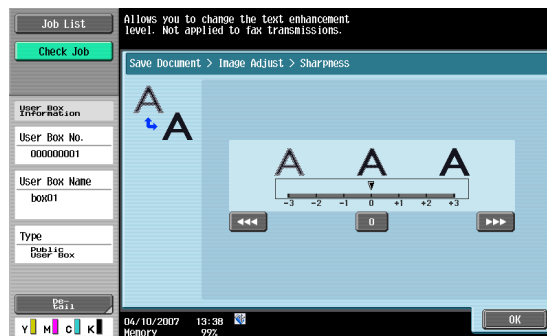 Job List
Check Job
Allows you to change the text enhancement
level. Not applied to fax transmissions.
Save Document > Image Adjust > Sharpness
User Box
Information
User Box No.
000000001
User Box Name
box01
Type
Public
User Box
De-
tail
Y M C K
A
A
A A A
-3 -2 -1 0 +1 +2 +3
0
04/10/2007 13:38
Memory 99%
OK